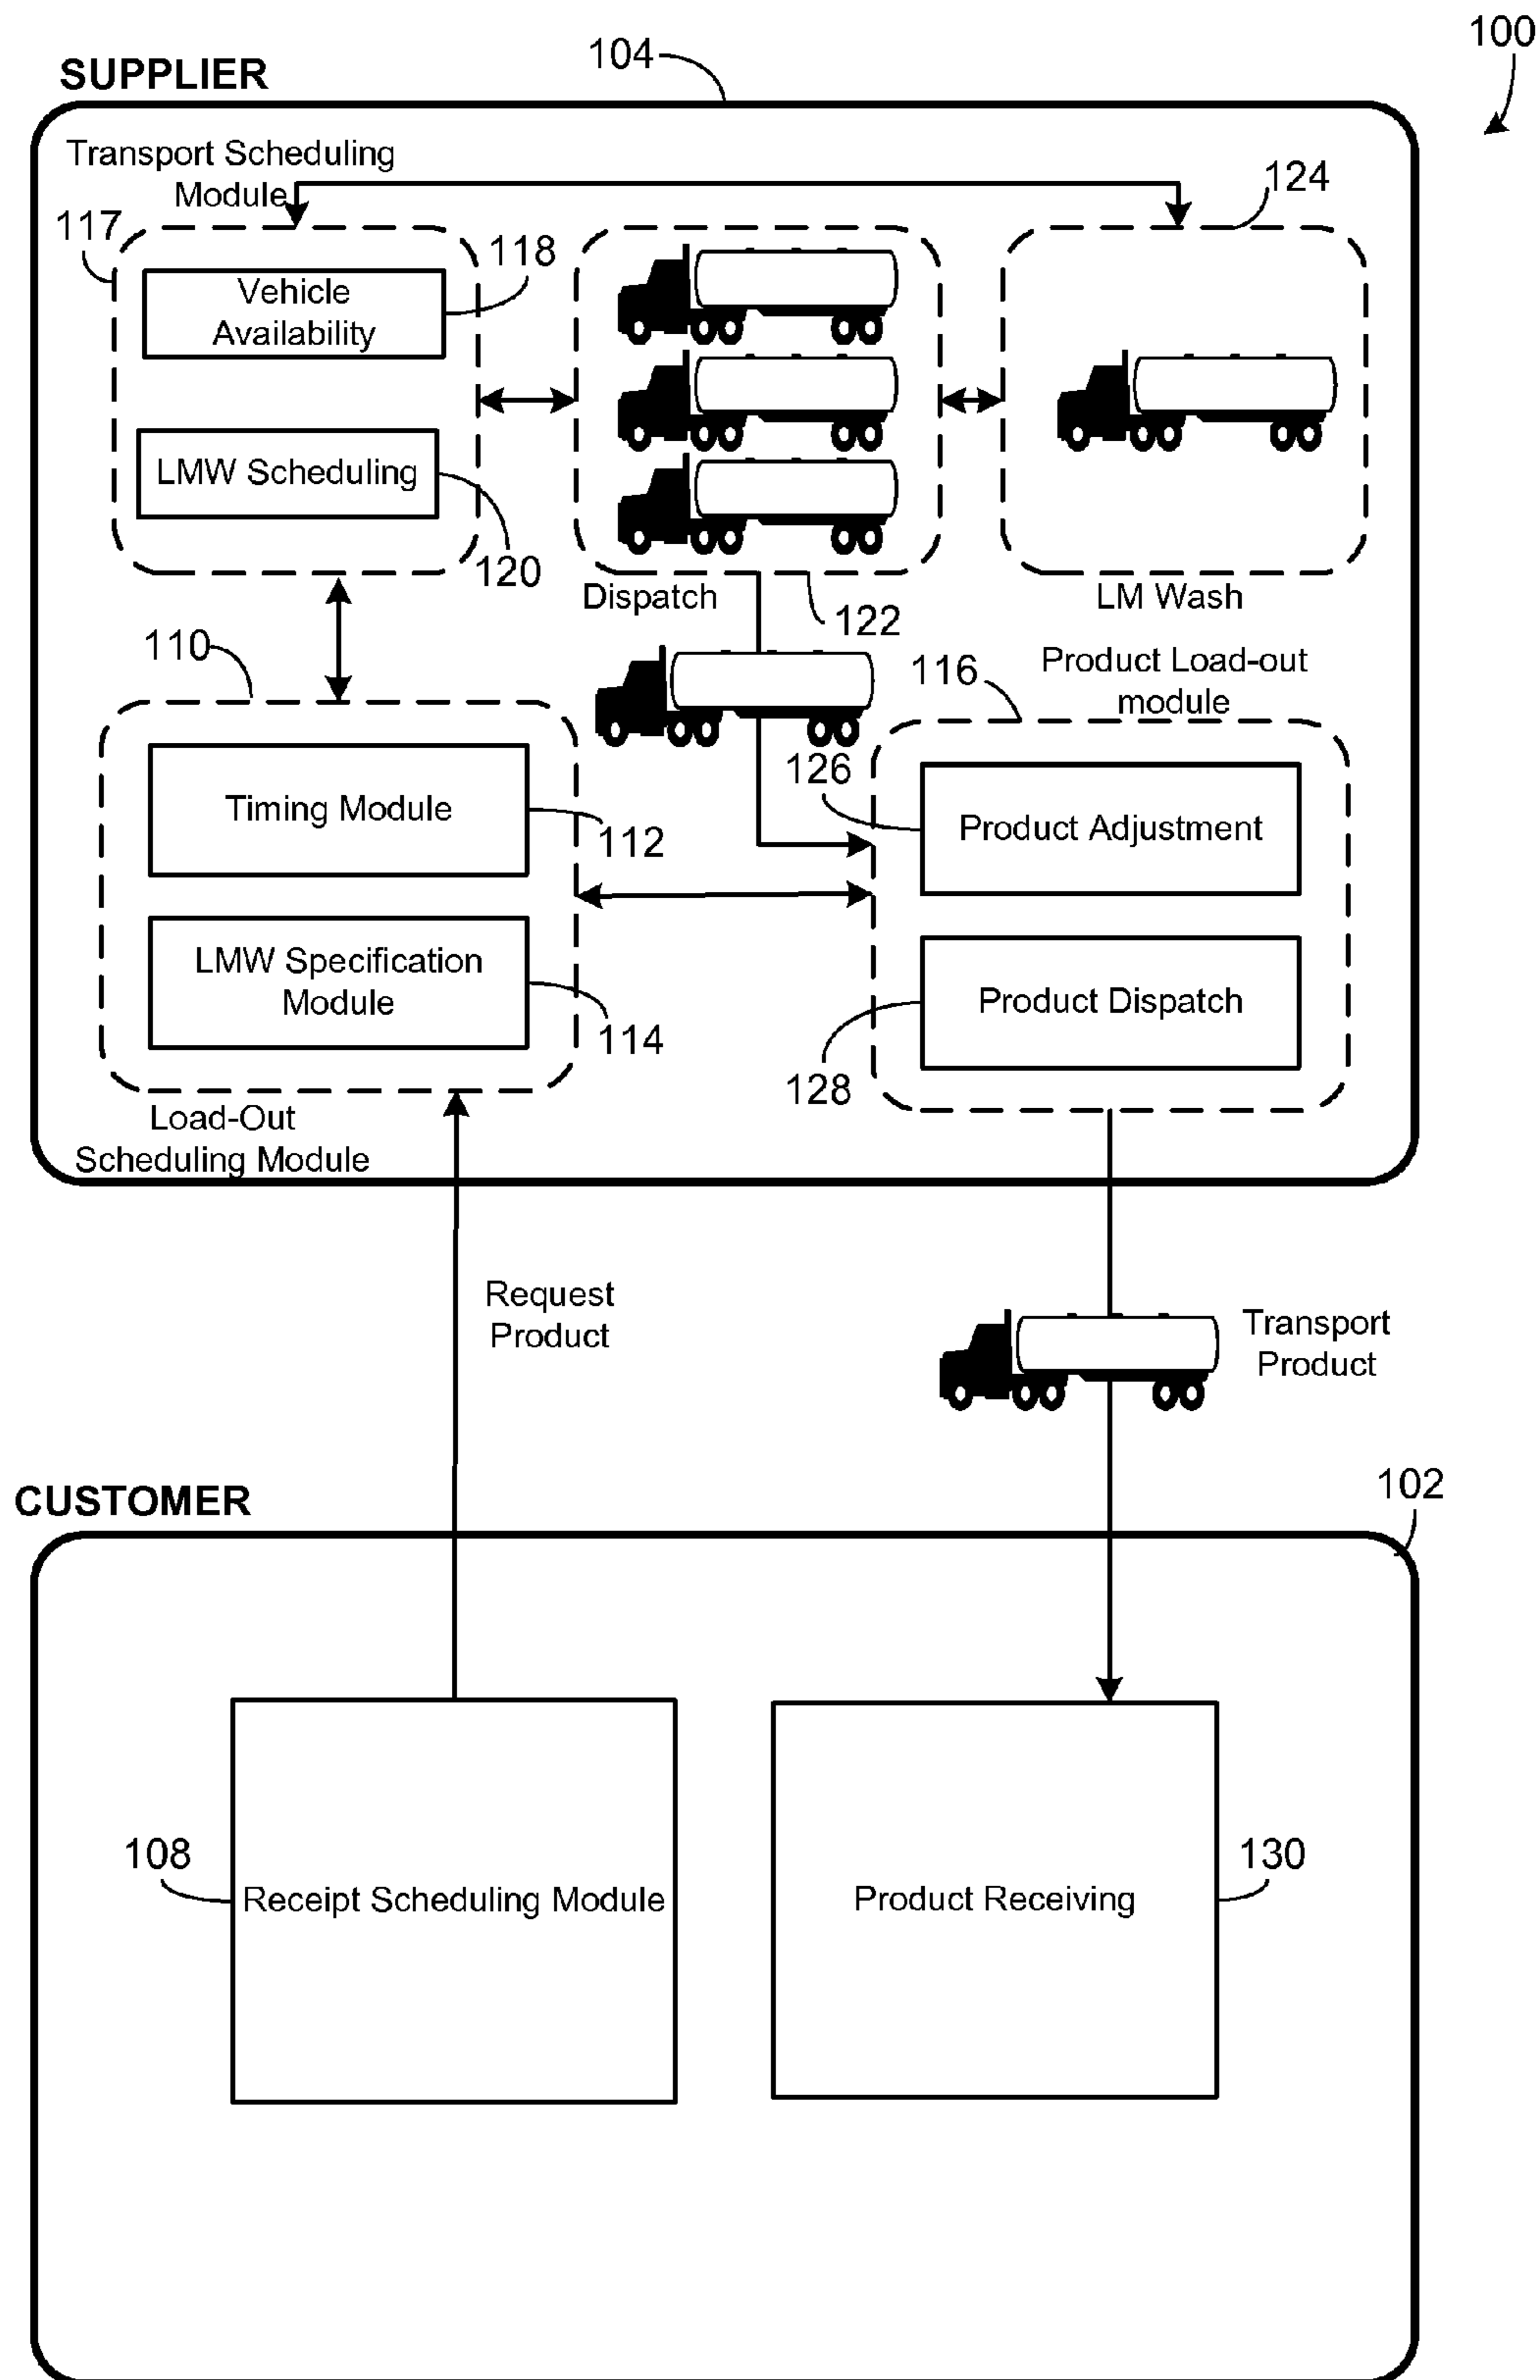 100
104
SUPPLIER
Transport Scheduling
Module
124
117
118
Vehicle
Availability
LMW Scheduling
120
Dispatch
122
LM Wash
110
116
Product Load-out
module
126
Timing Module
112
Product Adjustment
LMW Specification
Module
114
Product Dispatch
128
Load-Out
Scheduling Module
Request
Product
Transport
Product
CUSTOMER
102
108
Receipt Scheduling Module
Product Receiving
130